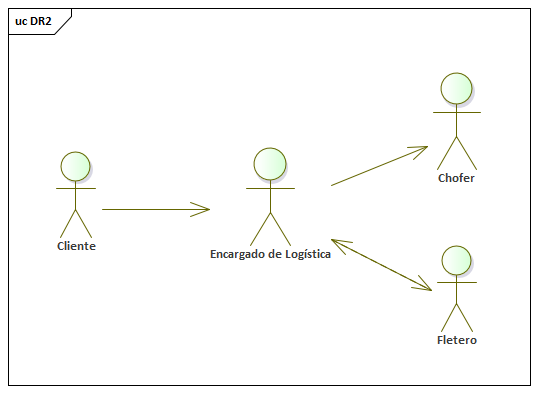 uc DR2
Chofer
Cliente
Encargado de Logística
Fletero